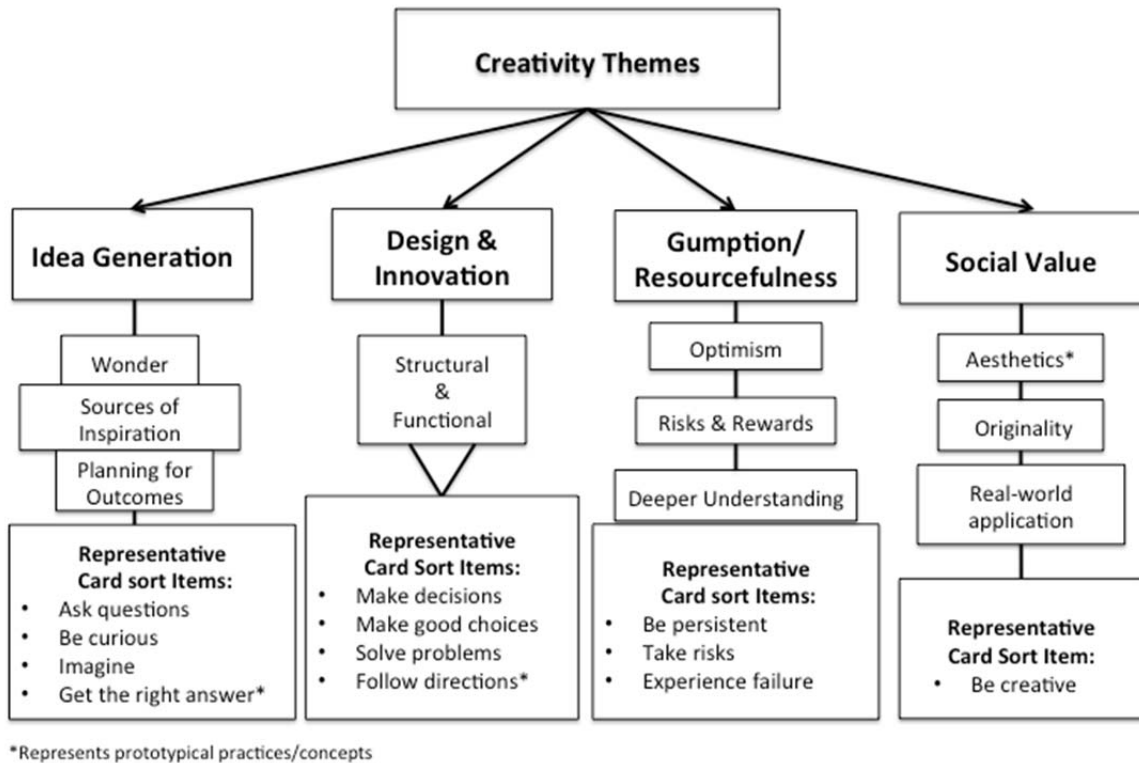 Creativity Themes
Idea Generation
Wonder
Sources of
Inspiration
Planning for
Outcomes
Representative
Card sort Items:
• Ask questions
• Be curious
• Imagine
• Get the right answer*
Design &
Innovation
Structural
&
Functional
Representative
Card Sort Items:
• Make decisions
• Make good choices
• Solve problems
• Follow directions*
Gumption/
Resourcefulness
Optimism
Risks & Rewards
Deeper Understanding
Representative
Card sort Items:
• Be persistent
• Take risks
• Experience failure
Social Value
Aesthetics*
Originality
Real-world
application
Representative
Card Sort Item:
• Be creative
*Represents prototypical practices/concepts